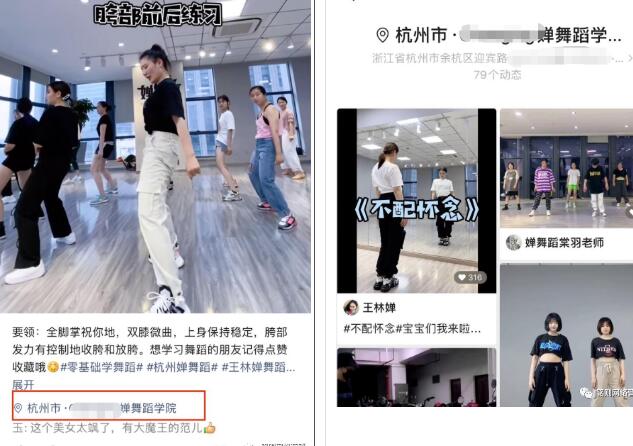 胯部前后练习
要领：全脚掌祝你地，双膝微曲，上身保持稳定，胯部
发力有控制地收胯和放胯。想学习舞蹈的朋友记得点赞
收藏哦😊#零基础学舞蹈# #杭州婵舞蹈# #王林婵舞蹈...
展开
杭州市·婵舞蹈学院
玉: 这个美女太飒了，有大魔王的范儿👍
杭州市·婵舞蹈学...
浙江省杭州市余杭区迎宾路
79个动态
《不配怀念》
316
王林婵
#不配怀念#宝宝们我来啦...
婵舞蹈棠羽老师